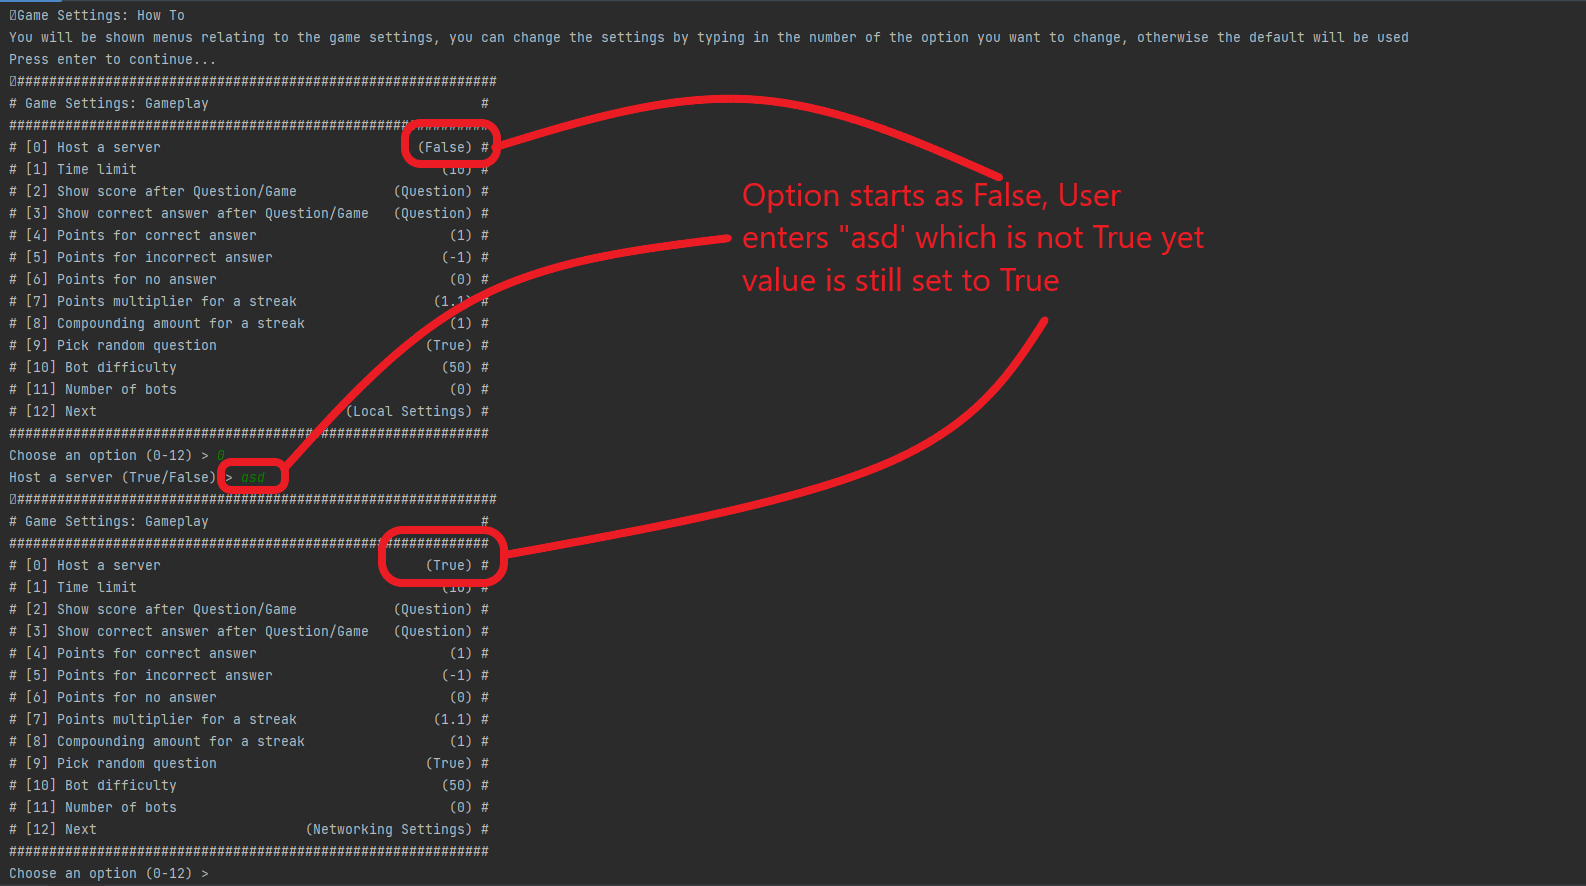 Game Settings: How To
You will be shown menus relating to the game settings, you can change the settings by typing in the number of the option you want to change, otherwise the default will be used
Press enter to continue...
############################################################
# Game Settings: Gameplay #
############################################################
# [0] Host a server (False) #
# [1] Time limit (10) #
# [2] Show score after Question/Game (Question) #
# [3] Show correct answer after Question/Game (Question) #
# [4] Points for correct answer (1) #
# [5] Points for incorrect answer (-1) #
# [6] Points for no answer (0) #
# [7] Points multiplier for a streak (1.1) #
# [8] Compounding amount for a streak (1) #
# [9] Pick random question (True) #
# [10] Bot difficulty (50) #
# [11] Number of bots (0) #
# [12] Next (Local Settings) #
############################################################
Choose an option (0-12) > 0
Host a server (True/False) > asd
############################################################
# Game Settings: Gameplay #
############################################################
# [0] Host a server (True) #
# [1] Time limit (10) #
# [2] Show score after Question/Game (Question) #
# [3] Show correct answer after Question/Game (Question) #
# [4] Points for correct answer (1) #
# [5] Points for incorrect answer (-1) #
# [6] Points for no answer (0) #
# [7] Points multiplier for a streak (1.1) #
# [8] Compounding amount for a streak (1) #
# [9] Pick random question (True) #
# [10] Bot difficulty (50) #
# [11] Number of bots (0) #
# [12] Next (Networking Settings) #
############################################################
Choose an option (0-12) >
Option starts as False, User
enters "asd' which is not True yet
value is still set to True